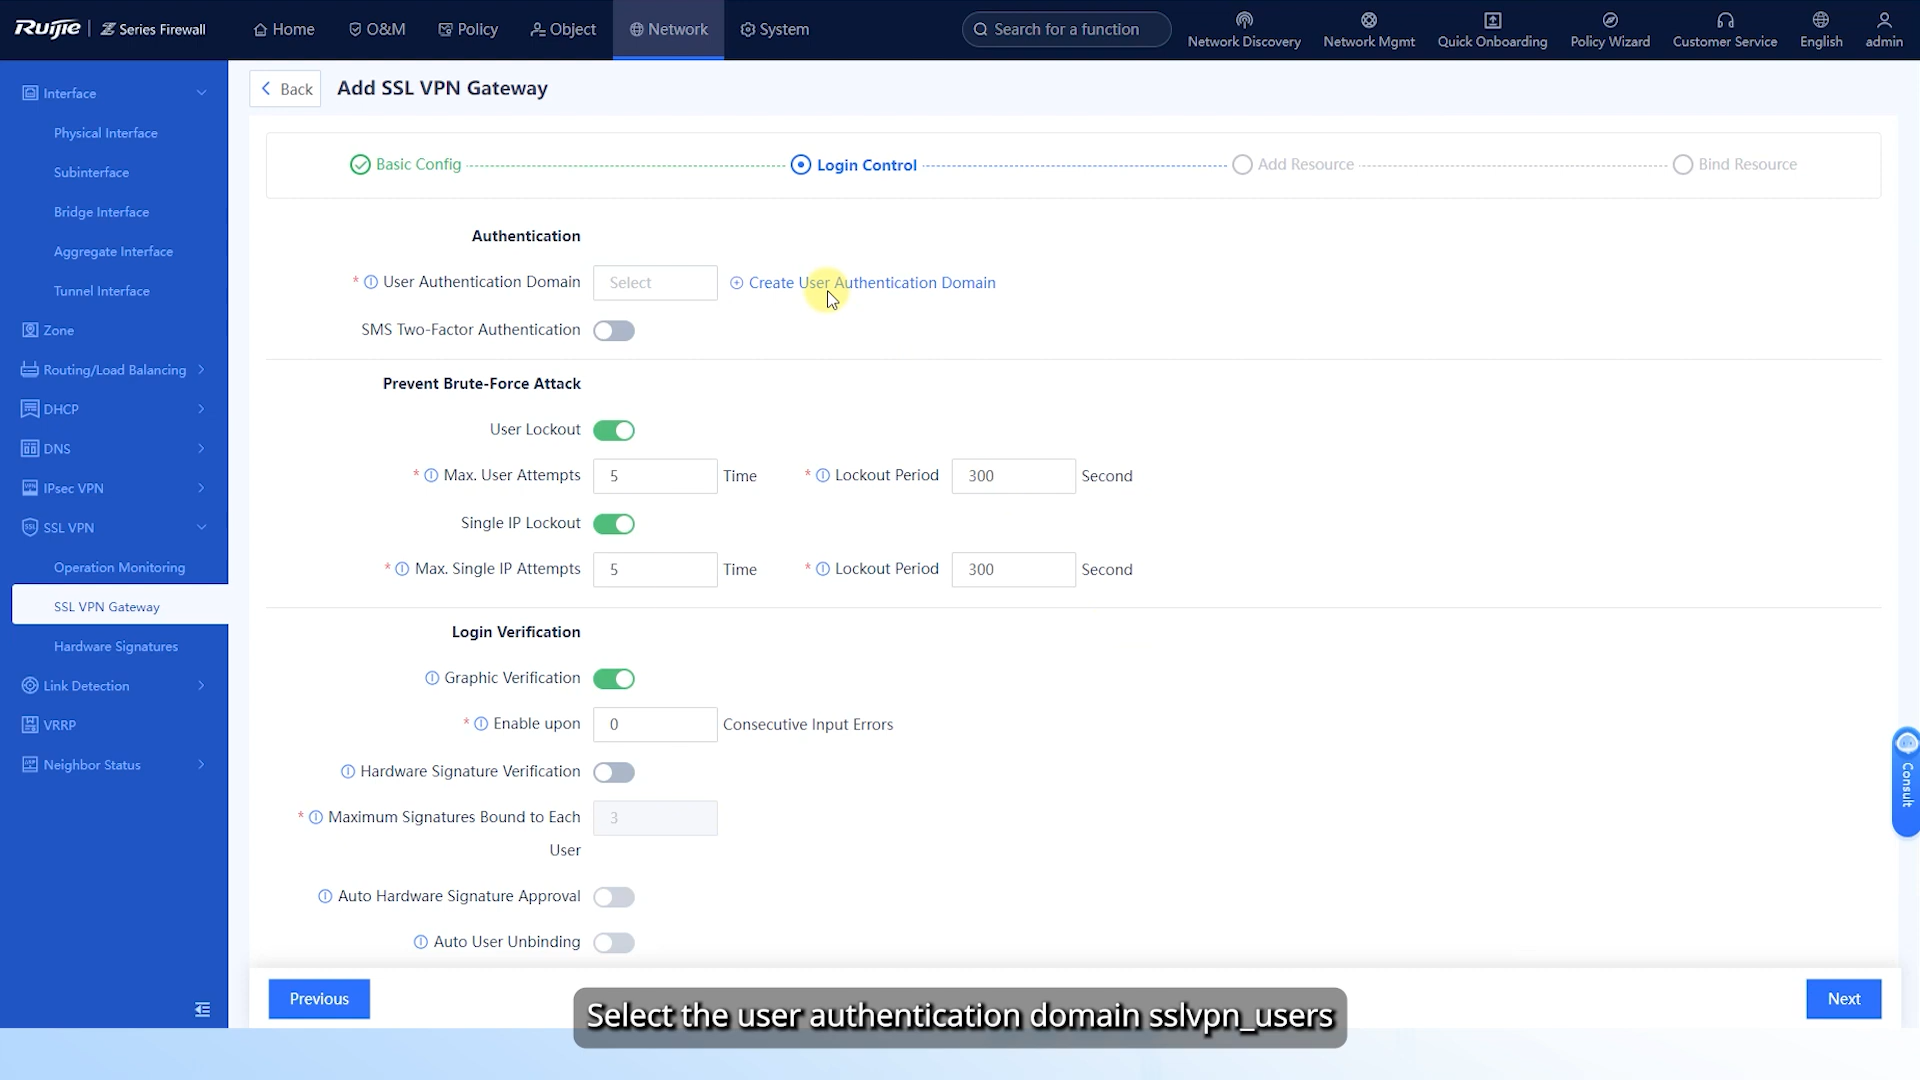 Ruijie | Z Series Firewall
Home
O&M
Policy
Object
Network
System
Search for a function
Network Discovery
Network Mgmt
Quick Onboarding
Policy Wizard
Customer Service
English
admin
Interface
Physical Interface
Subinterface
Bridge Interface
Aggregate Interface
Tunnel Interface
Zone
Routing/Load Balancing
DHCP
DNS
IPsec VPN
SSL VPN
Operation Monitoring
SSL VPN Gateway
Hardware Signatures
Link Detection
VRRP
Neighbor Status
Back
Add SSL VPN Gateway
Basic Config
Login Control
Add Resource
Bind Resource
Authentication
* User Authentication Domain Select Create User Authentication Domain
SMS Two-Factor Authentication
Prevent Brute-Force Attack
User Lockout
* Max. User Attempts 5 Time * Lockout Period 300 Second
Single IP Lockout
* Max. Single IP Attempts 5 Time * Lockout Period 300 Second
Login Verification
Graphic Verification
* Enable upon 0 Consecutive Input Errors
Hardware Signature Verification
* Maximum Signatures Bound to Each 3
User
Auto Hardware Signature Approval
Auto User Unbinding
Consult
Previous
Next
Select the user authentication domain sslvpn_users